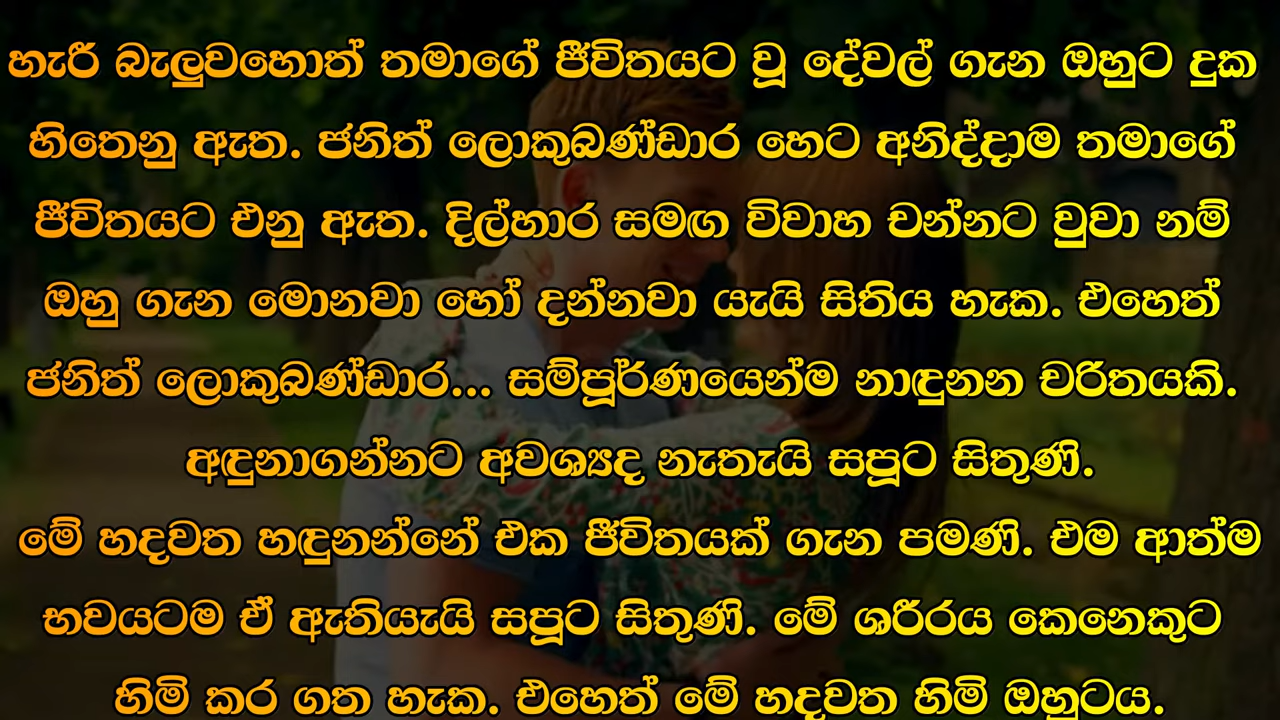 හැරී බැලුවහොත් තමාගේ ජීවිතයට වූ දේවල් ගැන ඔහුට දුක
හිතෙනු ඇත. ජනිත් ලොකුබණ්ඩාර හෙට අනිද්දාම තමාගේ
ජීවිතයට එනු ඇත. දිල්හාර සමඟ විවාහ වන්නට වුවා නම්
ඔහු ගැන මොනවා හෝ දන්නවා යැයි සිතිය හැක. එහෙත්
ජනිත් ලොකුබණ්ඩාර... සම්පූර්ණයෙන්ම නාඳුනන චරිතයකි.
අඳුනාගන්නට අවශ්‍යද නැතැයි සපූට සිතුණි.
මේ හදවත හඳුනන්නේ එක ජීවිතයක් ගැන පමණි. එම ආත්ම
භවයටම ඒ ඇතියැයි සපූට සිතුණි. මේ ශරීරය කෙනෙකුට
හිමි කර ගත හැක. එහෙත් මේ හදවත හිමි ඔහුටය.